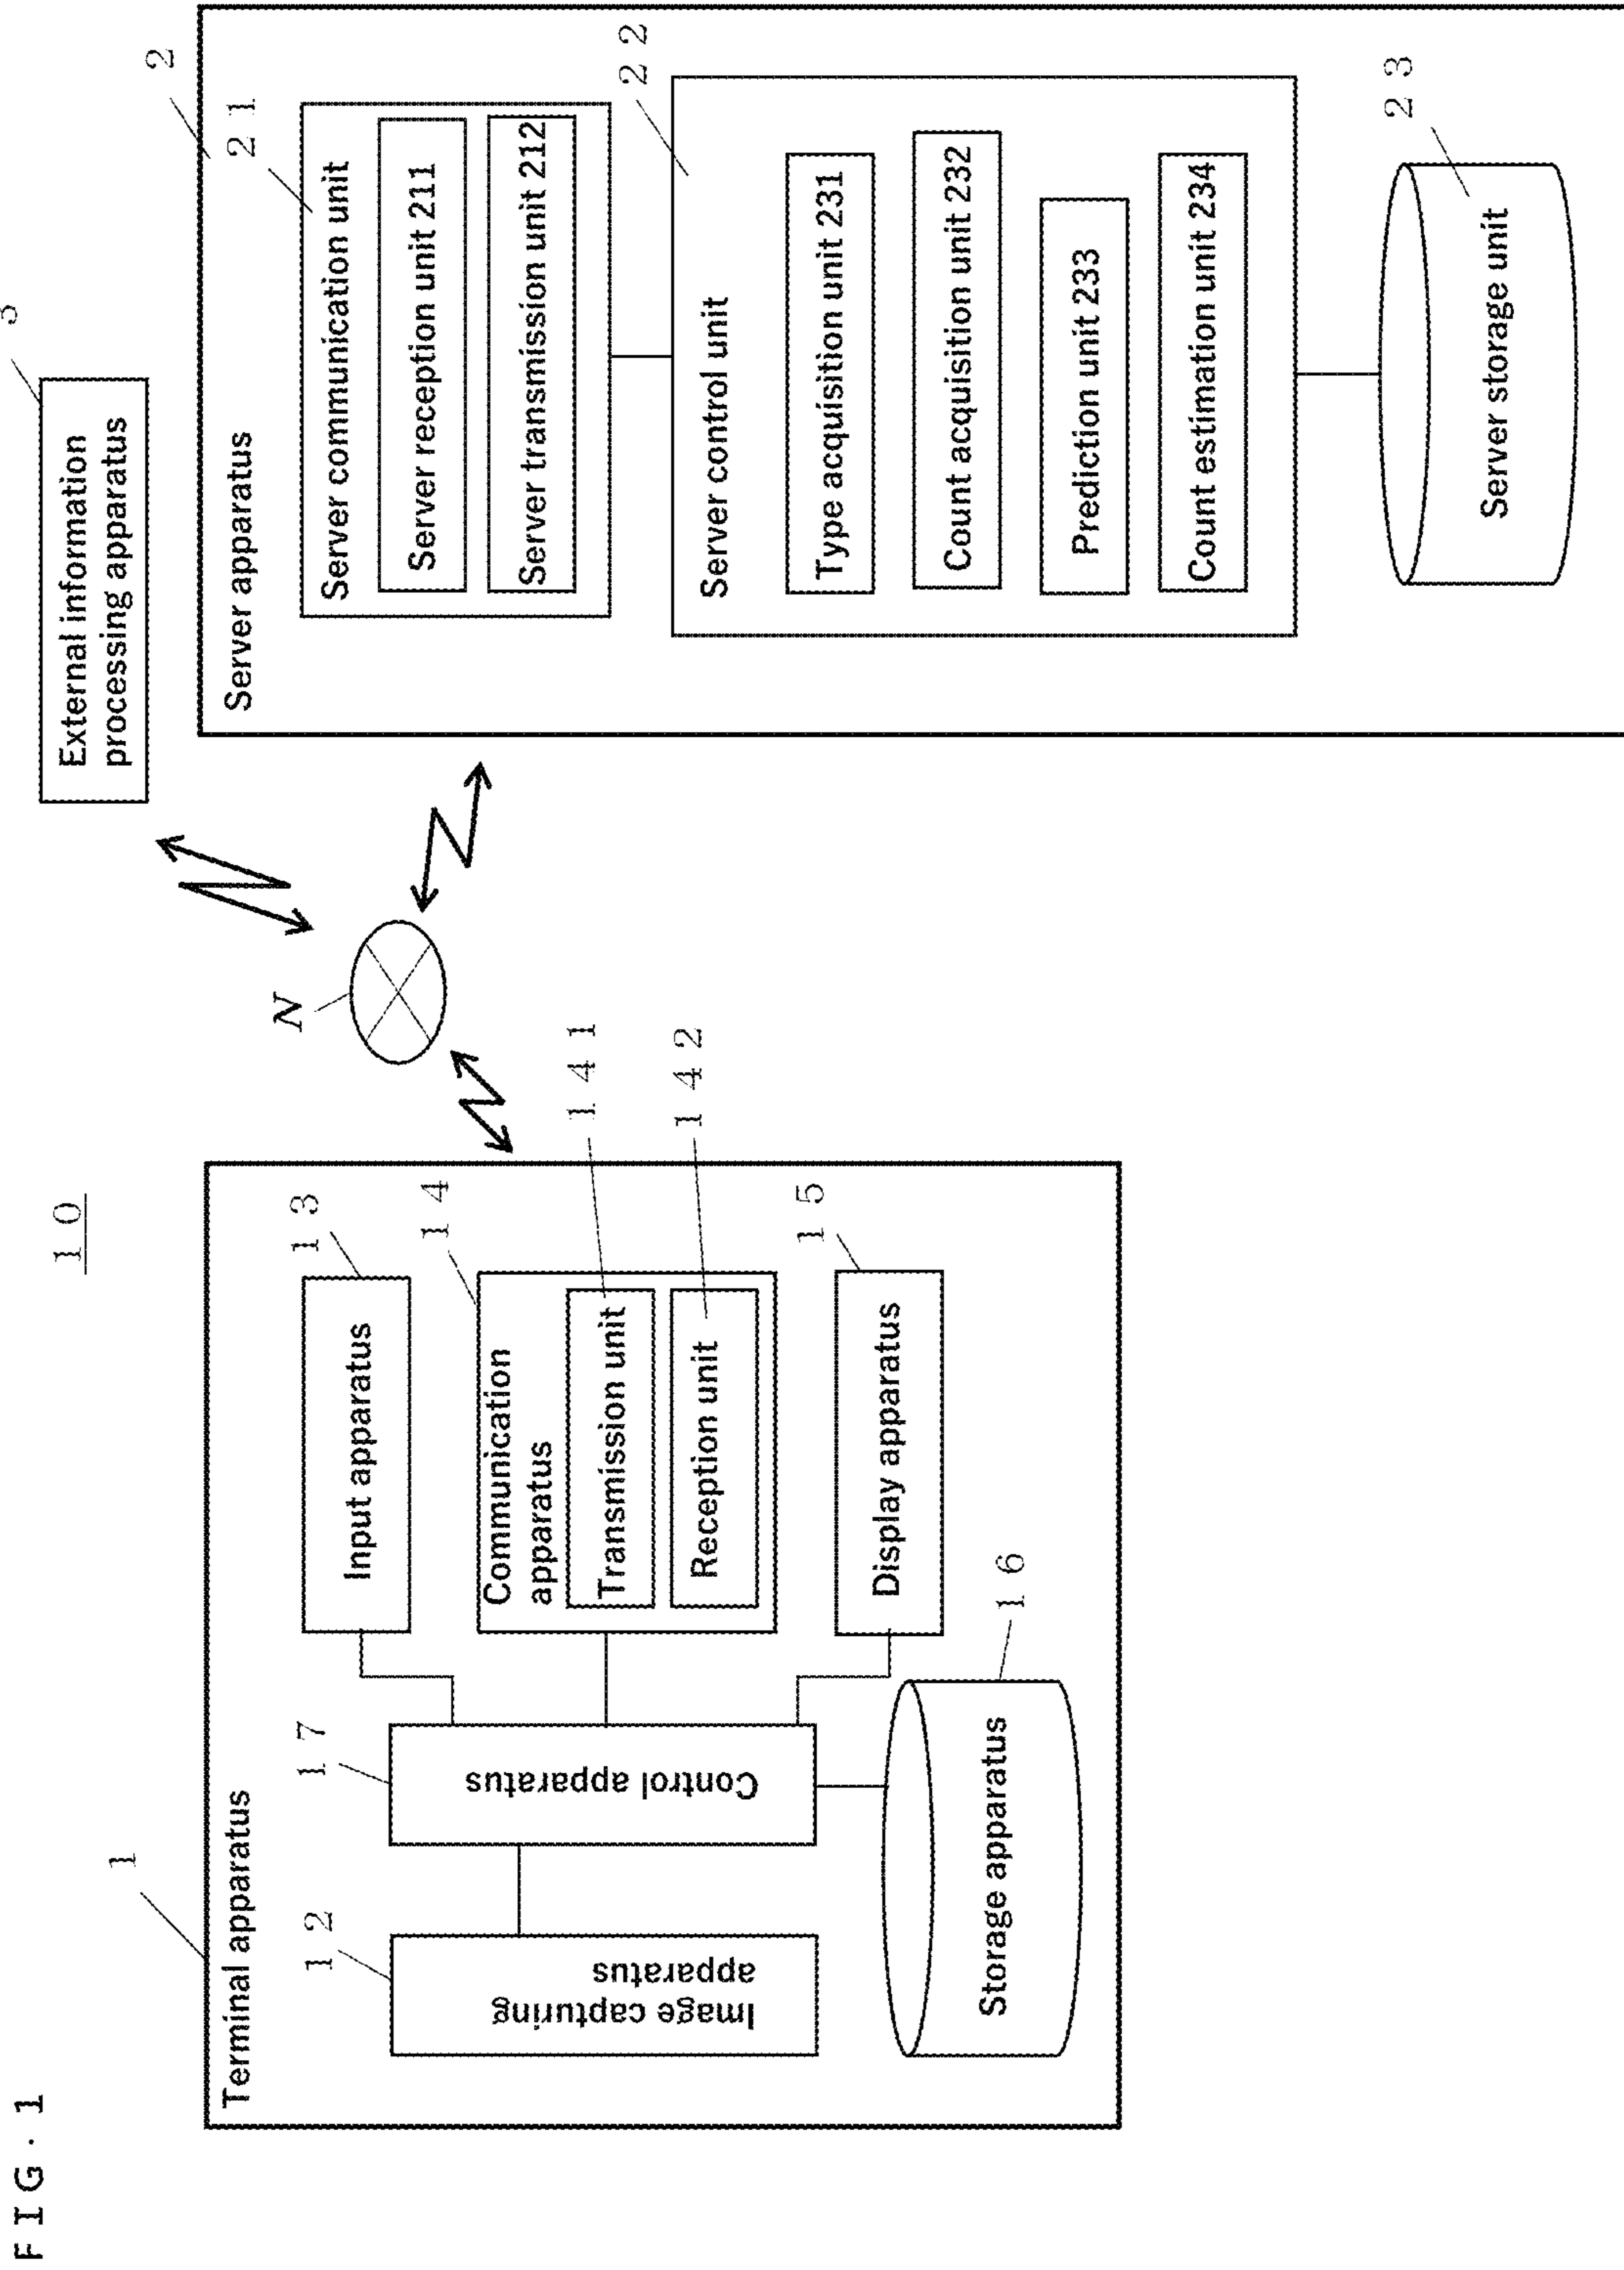 FIG. 1
10
1
Terminal apparatus
12
Image capturing
apparatus
17
Control apparatus
13
Input apparatus
14
Communication
apparatus
Transmission unit
141
Reception unit
142
15
Display apparatus
16
Storage apparatus
N
3
External information
processing apparatus
2
Server apparatus
21
Server communication unit
Server reception unit 211
Server transmission unit 212
22
Server control unit
Type acquisition unit 231
Count acquisition unit 232
Prediction unit 233
Count estimation unit 234
23
Server storage unit